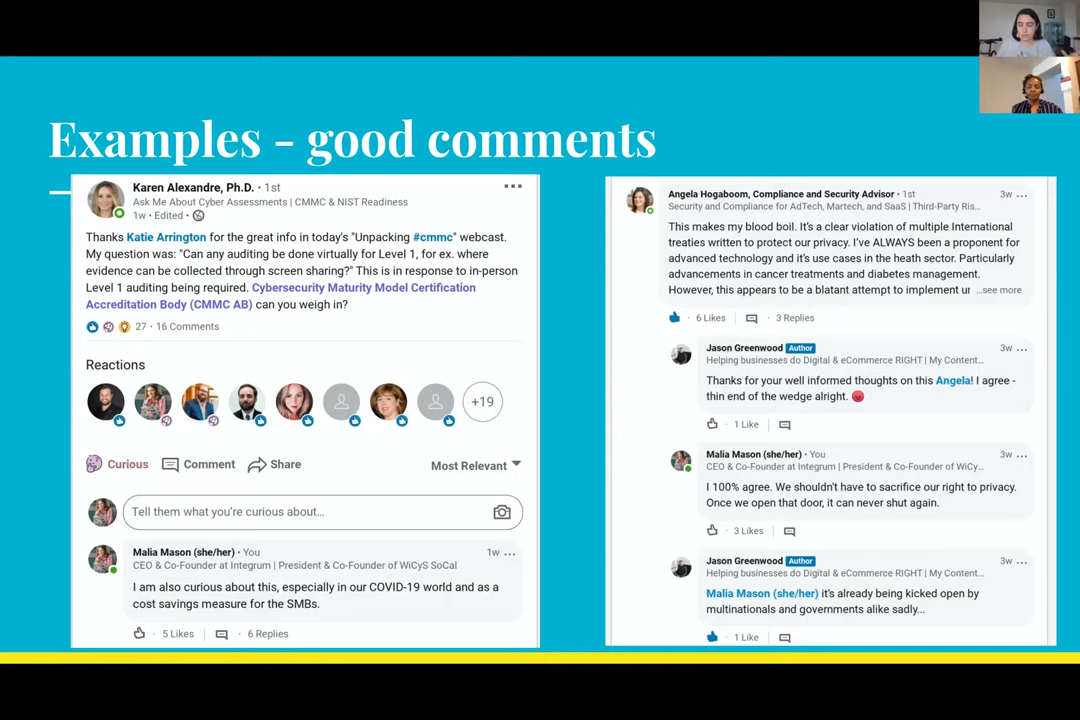 Examples - good comments
Karen Alexandre, Ph.D. • 1st
Ask Me About Cyber Assessments | CMMC & NIST Readiness
1w • Edited •
Thanks Katie Arrington for the great info in today's "Unpacking #cmmc" webcast.
My question was: "Can any auditing be done virtually for Level 1, for ex. where
evidence can be collected through screen sharing?" This is in response to in-person
Level 1 auditing being required. Cybersecurity Maturity Model Certification
Accreditation Body (CMMC AB) can you weigh in?
27 • 16 Comments
Reactions
+19
Curious Comment Share Most Relevant
Tell them what you're curious about...
Malia Mason (she/her) • You 1w ...
CEO & Co-Founder at Integrum | President & Co-Founder of WiCyS SoCal
I am also curious about this, especially in our COVID-19 world and as a
cost savings measure for the SMBs.
5 Likes | 6 Replies
Angela Hogaboom, Compliance and Security Advisor • 1st 3w ...
Security and Compliance for AdTech, Martech, and SaaS | Third-Party Ris...
This makes my blood boil. It's a clear violation of multiple International
treaties written to protect our privacy. I've ALWAYS been a proponent for
advanced technology and it's use cases in the heath sector. Particularly
advancements in cancer treatments and diabetes management.
However, this appears to be a blatant attempt to implement ur ...see more
6 Likes | 3 Replies
Jason Greenwood Author 3w ...
Helping businesses do Digital & eCommerce RIGHT | My Content...
Thanks for your well informed thoughts on this Angela! I agree -
thin end of the wedge alright.
1 Like
Malia Mason (she/her) • You 3w ...
CEO & Co-Founder at Integrum | President & Co-Founder of WiCy...
I 100% agree. We shouldn't have to sacrifice our right to privacy.
Once we open that door, it can never shut again.
3 Likes
Jason Greenwood Author 3w ...
Helping businesses do Digital & eCommerce RIGHT | My Content...
Malia Mason (she/her) it's already being kicked open by
multinationals and governments alike sadly...
1 Like